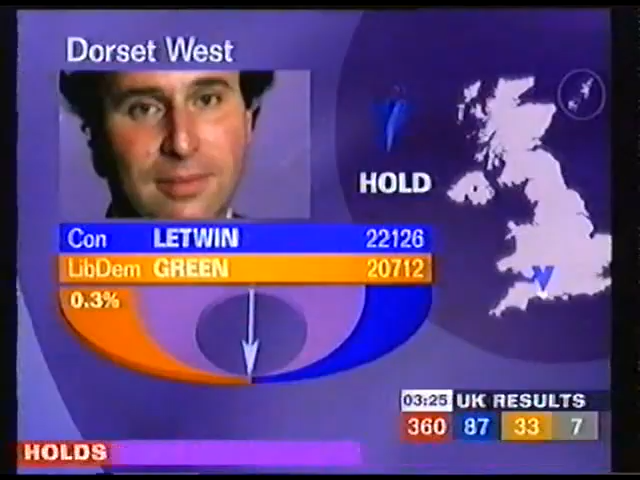 Dorset West
HOLD
Con LETWIN 22126
LibDem GREEN 20712
0.3%
03:25 UK RESULTS
360 87 33 7
HOLDS